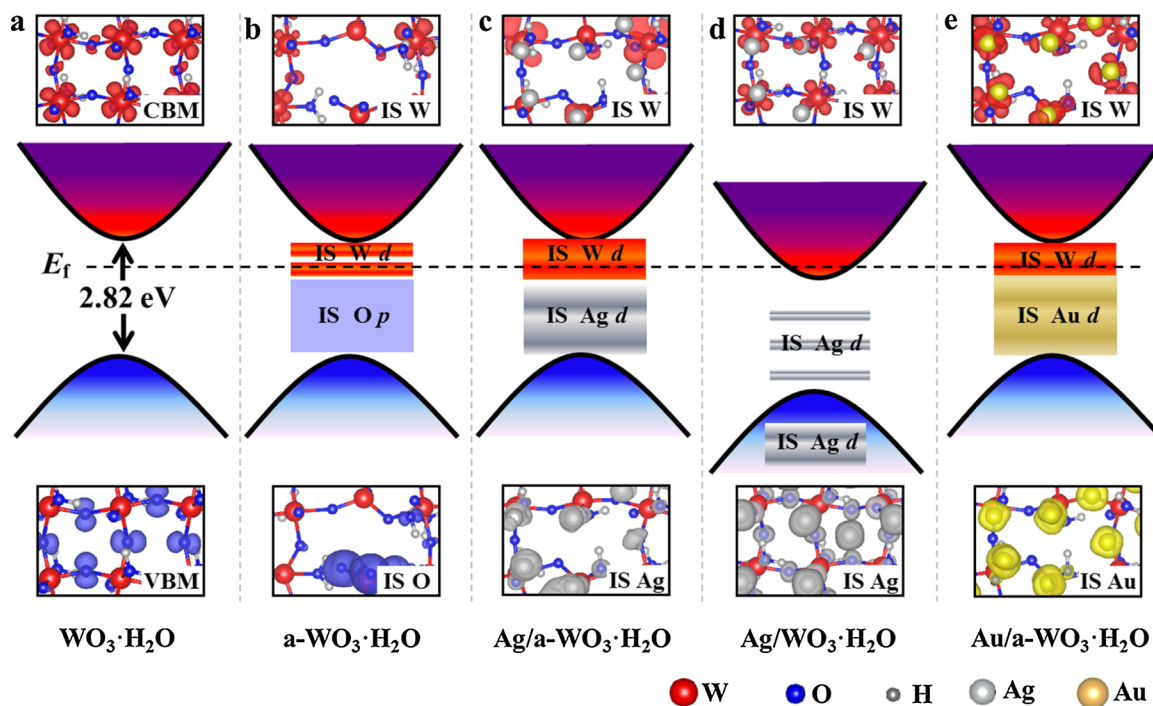 a
b
c
d
e
CBM
IS W
IS W
IS W
IS W
E_f
2.82 eV
IS W d
IS O p
IS W d
IS Ag d
IS Ag d
IS Ag d
IS W d
IS Au d
VBM
IS O
IS Ag
IS Ag
IS Au
WO₃·H₂O
a-WO₃·H₂O
Ag/a-WO₃·H₂O
Ag/WO₃·H₂O
Au/a-WO₃·H₂O
W
O
H
Ag
Au